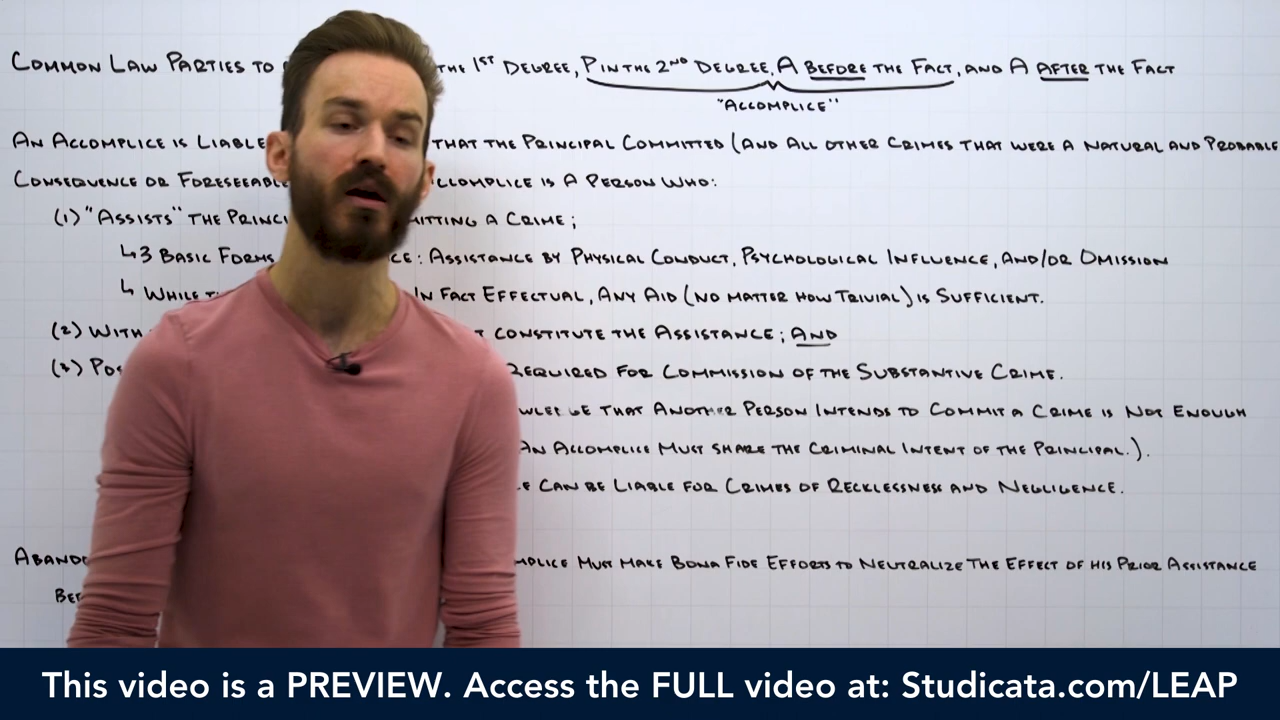 COMMON LAW PARTIES TO THE 1ST DEGREE, P IN THE 2ND DEGREE, A BEFORE THE FACT, AND A AFTER THE FACT
"ACCOMPLICE"
AN ACCOMPLICE IS LIABLE THAT THE PRINCIPAL COMMITTED (AND ALL OTHER CRIMES THAT WERE A NATURAL AND PROBABLE
CONSEQUENCE OR FORESEEABLE ACCOMPLICE IS A PERSON WHO:
(1) "ASSISTS" THE PRINCI MITTING A CRIME;
↳ 3 BASIC FORMS CE: ASSISTANCE BY PHYSICAL CONDUCT, PSYCHOLOGICAL INFLUENCE, AND/OR OMISSION
↳ WHILE T IN FACT EFFECTUAL, ANY AID (NO MATTER HOW TRIVIAL) IS SUFFICIENT.
(2) WITH T CONSTITUTE THE ASSISTANCE; AND
POS REQUIRED FOR COMMISSION OF THE SUBSTANTIVE CRIME.
WLEDGE THAT ANOTHER PERSON INTENDS TO COMMIT A CRIME IS NOT ENOUGH
AN ACCOMPLICE MUST SHARE THE CRIMINAL INTENT OF THE PRINCIPAL.).
E CAN BE LIABLE FOR CRIMES OF RECKLESSNESS AND NEGLIGENCE.
ABANDO MPLICE MUST MAKE BONA FIDE EFFORTS TO NEUTRALIZE THE EFFECT OF HIS PRIOR ASSISTANCE
BEF
This video is a PREVIEW. Access the FULL video at: Studicata.com/LEAP